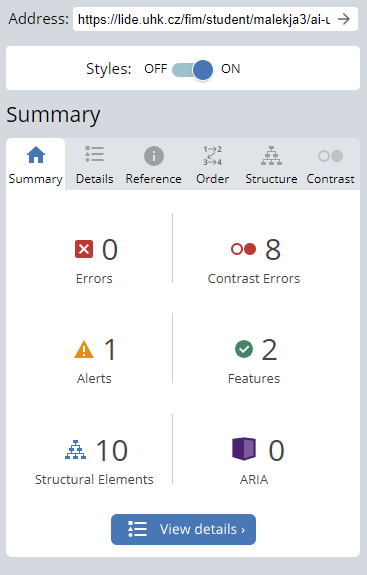 Address: https://lide.uhk.cz/fim/student/malekja3/ai-u
Styles: OFF ON
Summary
1 2
3 4
Summary Details Reference Order Structure Contrast
0 8
Errors Contrast Errors
1 2
Alerts Features
10 0
Structural Elements ARIA
View details ›